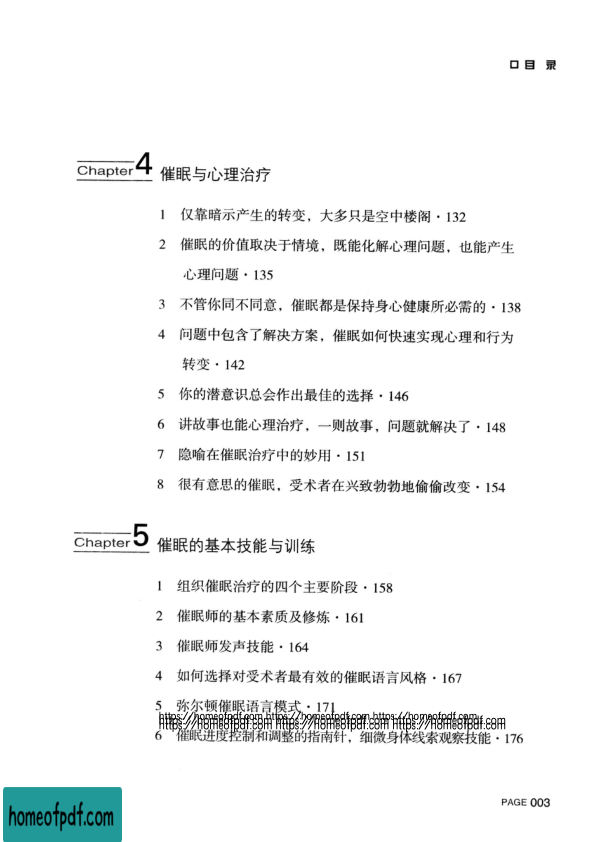 口目 录
Chapter 4 催眠与心理治疗
1 仅靠暗示产生的转变，大多只是空中楼阁·132
2 催眠的价值取决于情境，既能化解心理问题，也能产生
心理问题·135
3 不管你同不同意，催眠都是保持身心健康所必需的·138
4 问题中包含了解决方案，催眠如何快速实现心理和行为
转变·142
5 你的潜意识总会作出最佳的选择·146
6 讲故事也能心理治疗，一则故事，问题就解决了·148
7 隐喻在催眠治疗中的妙用·151
8 很有意思的催眠，受术者在兴致勃勃地偷偷改变·154
Chapter 5 催眠的基本技能与训练
1 组织催眠治疗的四个主要阶段·158
2 催眠师的基本素质及修炼·161
3 催眠师发声技能·164
4 如何选择对受术者最有效的催眠语言风格·167
5 弥尔顿催眠语言模式·171
https://homeofpdf.com https://homeofpdf.com https://homeofpdf.com
https://homeofpdf.com https://homeofpdf.com https://homeofpdf.com
6 催眠进度控制和调整的指南针，细微身体线索观察技能·176
PAGE 003
homeofpdf.com